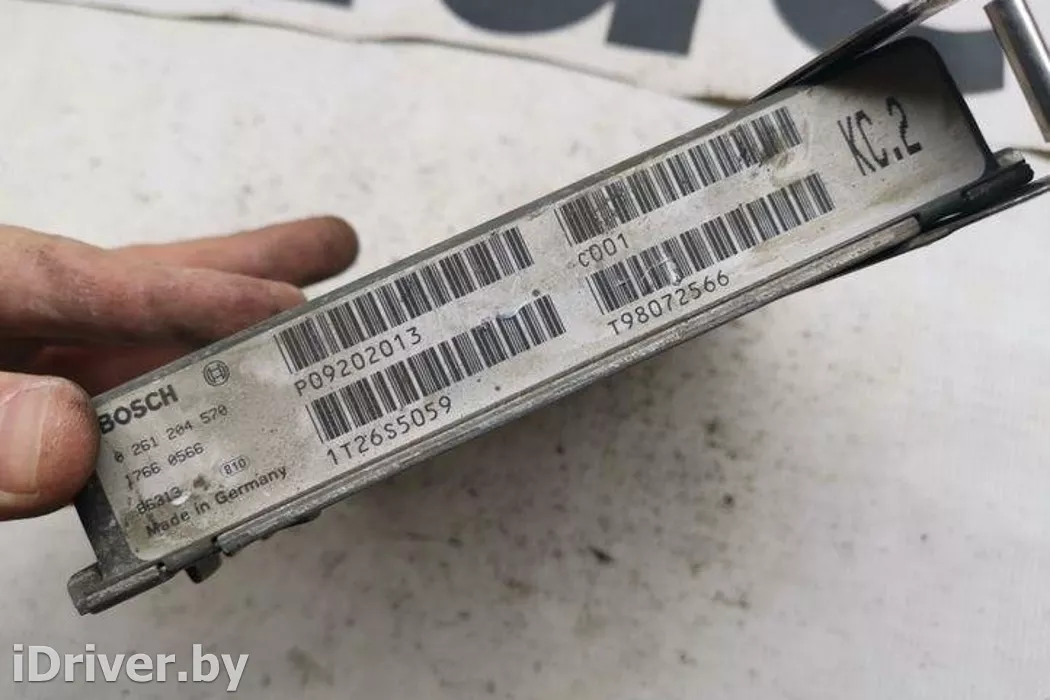 BOSCH
0 261 204 570
1766 0566
86313
810
Made in Germany
P09202013
1T26S5059
C001
T98072566
KC.2
iDriver.by